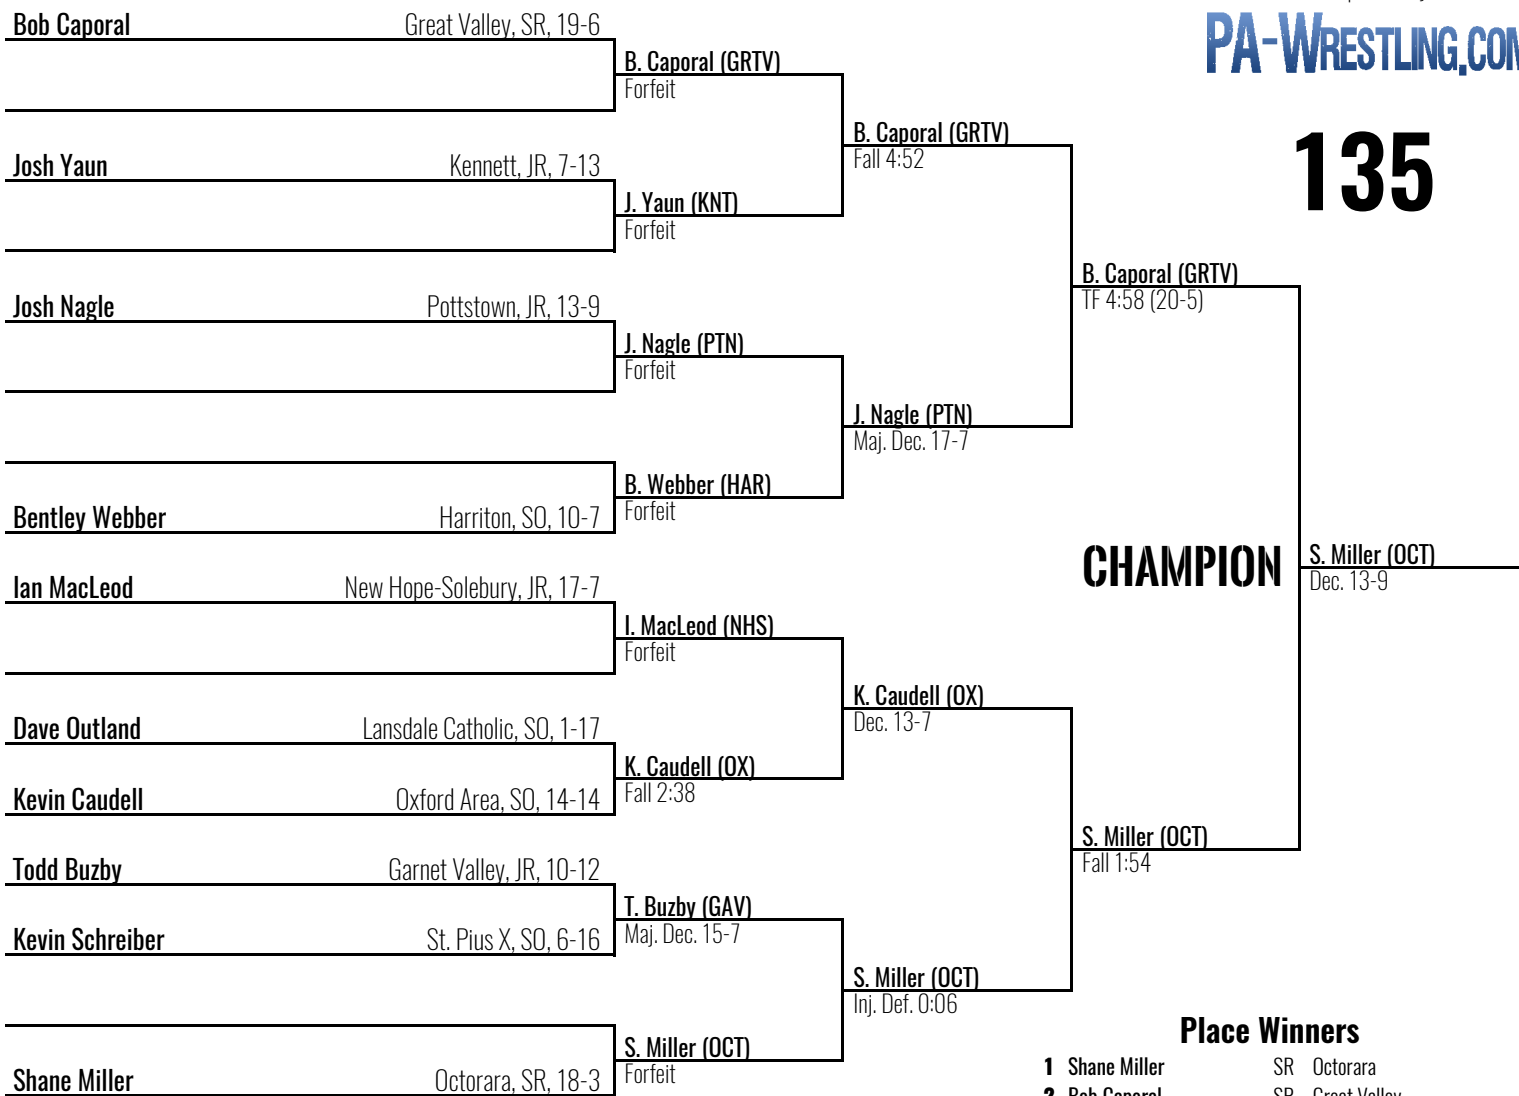 PA-WRESTLING.COM
135
Bob Caporal Great Valley, SR, 19-6
B. Caporal (GRTV)
Forfeit
Josh Yaun Kennett, JR, 7-13
J. Yaun (KNT)
Forfeit
B. Caporal (GRTV)
Fall 4:52
Josh Nagle Pottstown, JR, 13-9
J. Nagle (PTN)
Forfeit
Bentley Webber Harriton, SO, 10-7
B. Webber (HAR)
Forfeit
J. Nagle (PTN)
Maj. Dec. 17-7
B. Caporal (GRTV)
TF 4:58 (20-5)
Ian MacLeod New Hope-Solebury, JR, 17-7
I. MacLeod (NHS)
Forfeit
Dave Outland Lansdale Catholic, SO, 1-17
Kevin Caudell Oxford Area, SO, 14-14
K. Caudell (OX)
Fall 2:38
K. Caudell (OX)
Dec. 13-7
Todd Buzby Garnet Valley, JR, 10-12
Kevin Schreiber St. Pius X, SO, 6-16
T. Buzby (GAV)
Maj. Dec. 15-7
Shane Miller Octorara, SR, 18-3
S. Miller (OCT)
Forfeit
S. Miller (OCT)
Inj. Def. 0:06
S. Miller (OCT)
Fall 1:54
CHAMPION
S. Miller (OCT)
Dec. 13-9
Place Winners
1 Shane Miller SR Octorara
2 Bob Caporal SR Great Valley